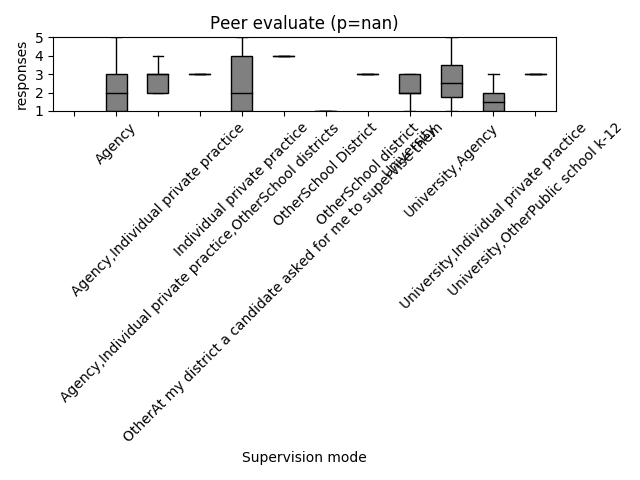 Peer evaluate (p=nan)
responses
5
4
3
2
1
Agency
Agency,Individual private practice
Individual private practice
Agency,Individual private practice,OtherSchool districts
OtherSchool District
OtherSchool district
OtherAt my district a candidate asked for me to supervise them
University
University,Agency
University,Individual private practice
University,OtherPublic school k-12
Supervision mode